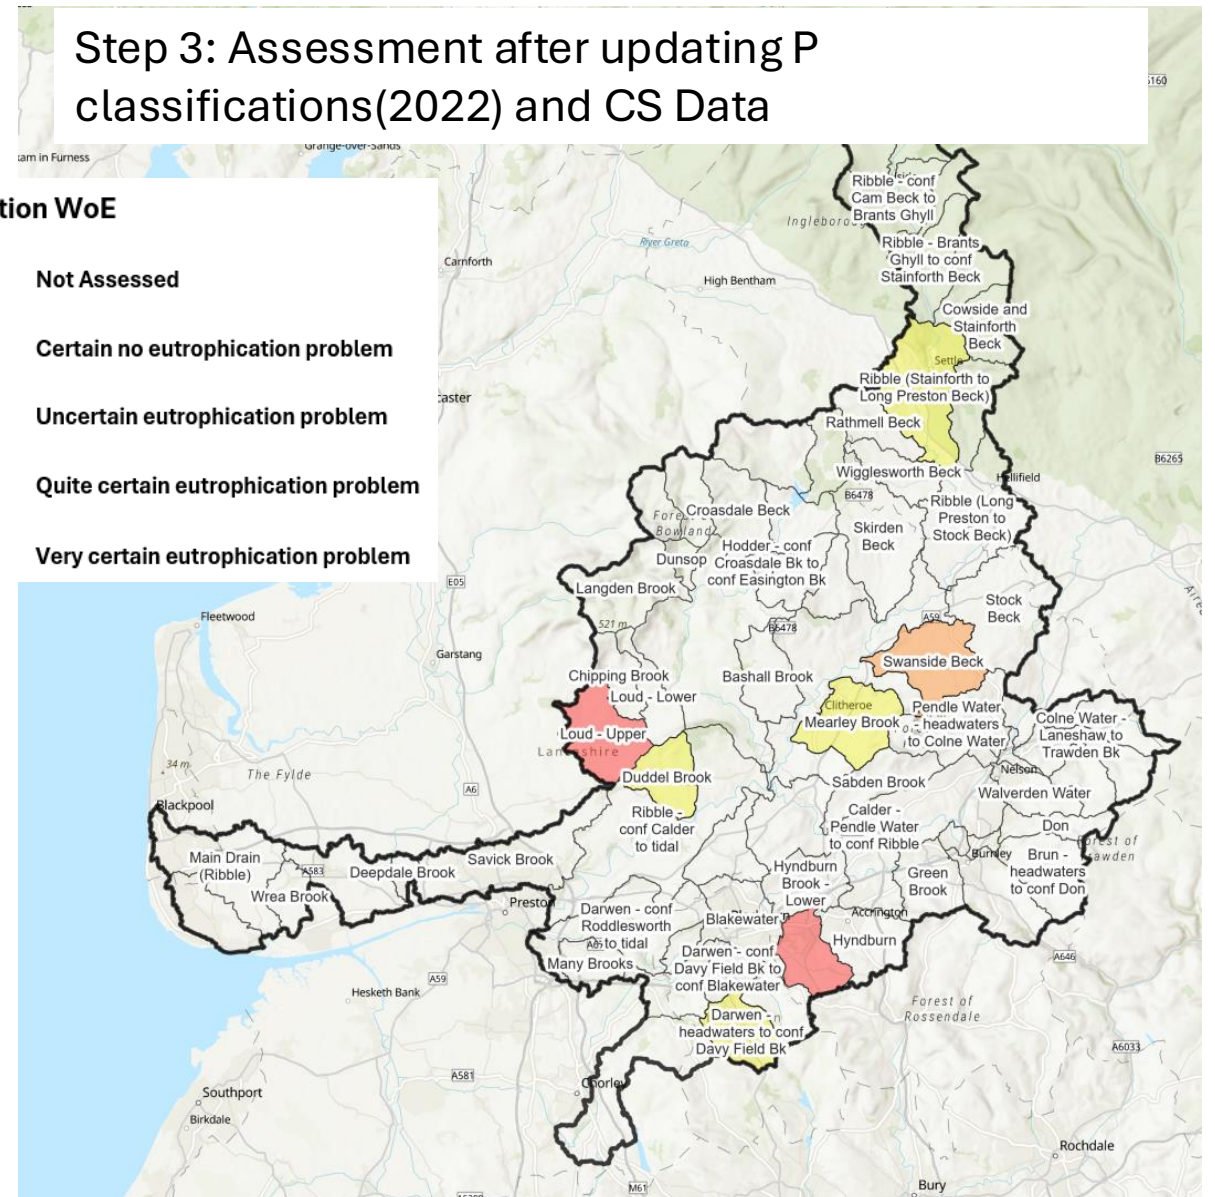 Step 3: Assessment after updating P
classifications(2022) and CS Data
Grange-over-Sands
am in Furness
tion WoE
Not Assessed
Certain no eutrophication problem
Uncertain eutrophication problem
Quite certain eutrophication problem
Very certain eutrophication problem
Ribble - conf
Cam Beck to
Brants Ghyll
River Greta
Ribble - Brants
Ghyll to conf
Stainforth Beck
Carnforth
High Bentham
Cowside and
Stainforth
Beck
Settle
Ribble (Stainforth to
Long Preston Beck)
caster
Rathmell Beck
B6265
Wigglesworth Beck
Hellifield
B6478
Croasdale Beck
Ribble (Long
Preston to
Stock Beck)
Skirden
Beck
Hodder - conf
Croasdale Bk to
conf Easington Bk
Dunsop
E05
Langden Brook
Stock
Beck
Fleetwood
A59
521 m
B6478
Garstang
Swanside Beck
Chipping Brook
Bashall Brook
Loud - Lower
Clitheroe
Pendle Water
- headwaters
to Colne Water
Mearley Brook
Colne Water -
Laneshaw to
Trawden Bk
Loud - Upper
34 m
The Fylde
Duddel Brook
Nelson
Sabden Brook
A6
Walverden Water
Blackpool
Ribble -
conf Calder
to tidal
Calder -
Pendle Water
to conf Ribble
Don
Main Drain
(Ribble)
Savick Brook
Burnley
Brun -
headwaters
to conf Don
A583
Deepdale Brook
Hyndburn
Brook -
Lower
Green
Brook
Wrea Brook
Preston
Darwen - conf
Roddlesworth
to tidal
Blakewater
Accrington
Hyndburn
Many Brooks
Darwen - conf
Davy Field Bk to
conf Blakewater
A646
A59
Hesketh Bank
Forest of
Rossendale
Darwen -
headwaters to conf
Davy Field Bk
A6033
A581
Chorley
Southport
Birkdale
Rochdale
M61
Bury